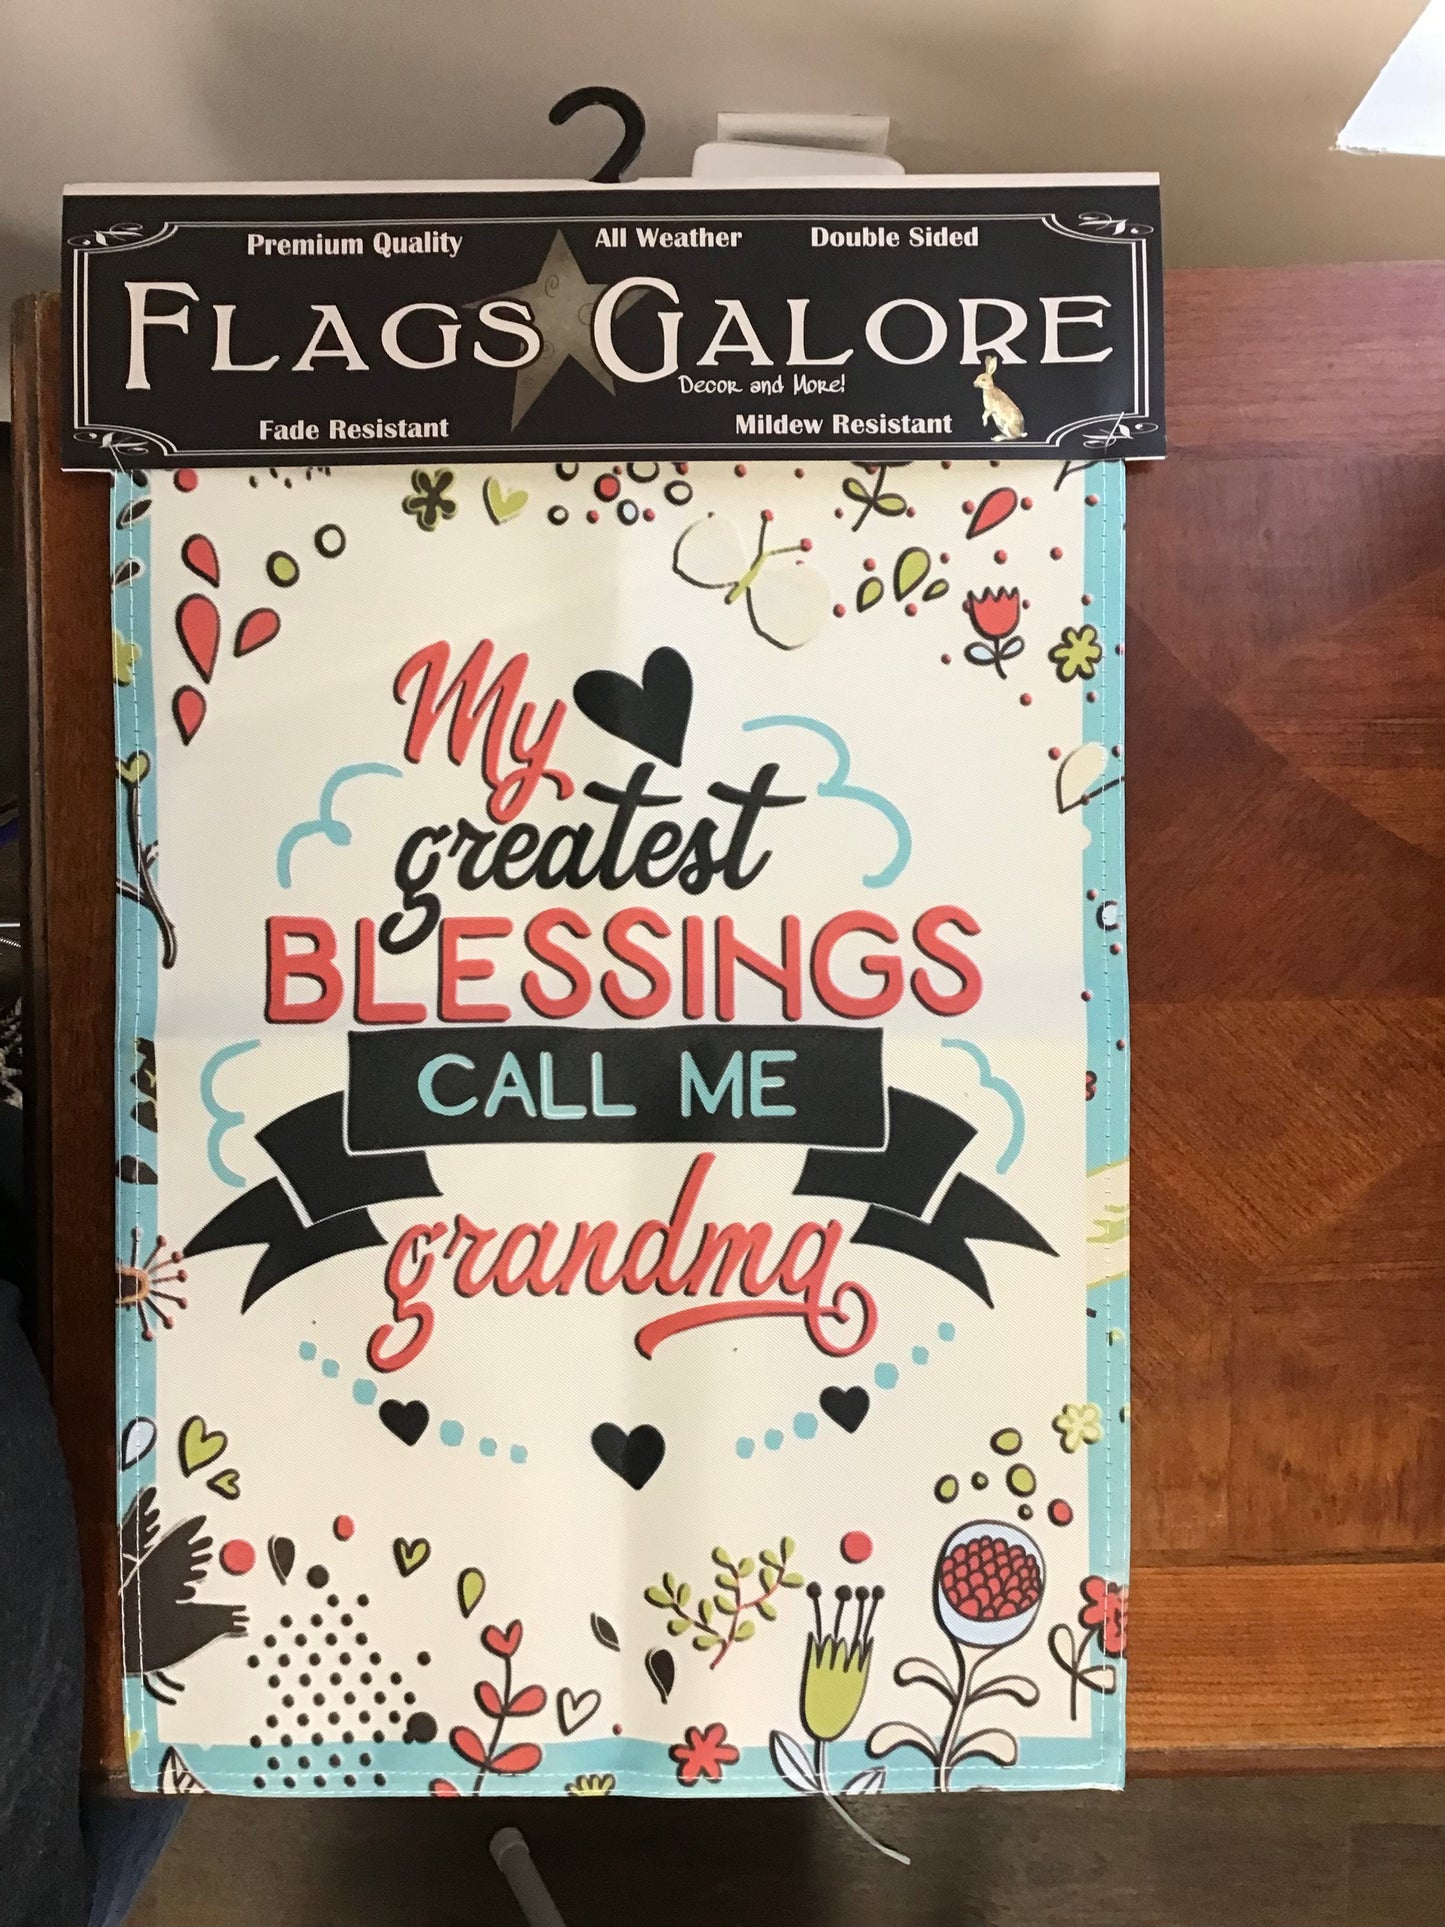 Premium Quality All Weather Double Sided
FLAGS GALORE
Decor and More!
Fade Resistant Mildew Resistant
My
greatest
BLESSINGS
CALL ME
grandma